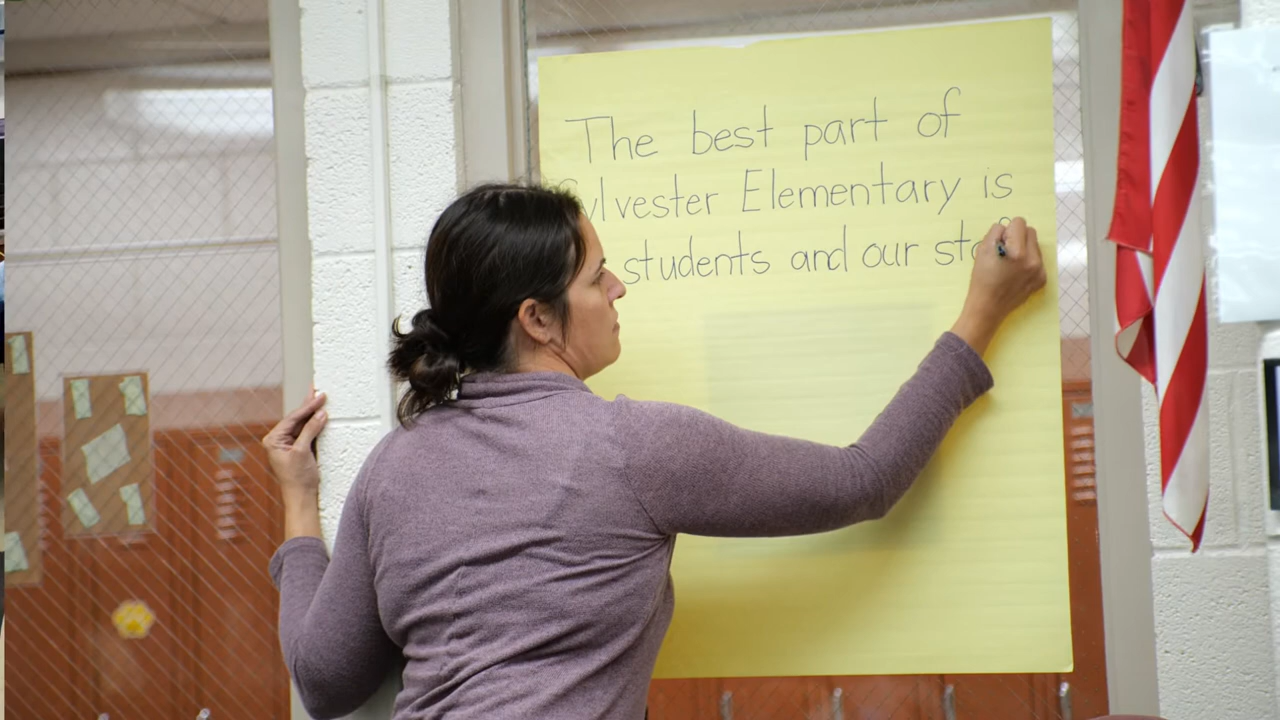 The best part of
Sylvester Elementary is
students and our